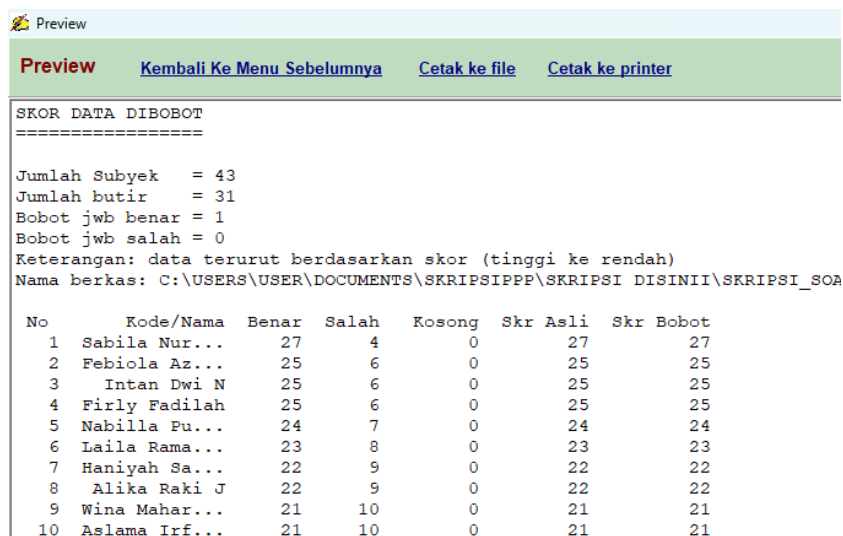 Preview
Preview Kembali Ke Menu Sebelumnya Cetak ke file Cetak ke printer
SKOR DATA DIBOBOT
=================
Jumlah Subyek = 43
Jumlah butir = 31
Bobot jwb benar = 1
Bobot jwb salah = 0
Keterangan: data terurut berdasarkan skor (tinggi ke rendah)
Nama berkas: C:\USERS\USER\DOCUMENTS\SKRIPSIPPP\SKRIPSI DISINII\SKRIPSI_SOA
No Kode/Nama Benar Salah Kosong Skr Asli Skr Bobot
1 Sabila Nur... 27 4 0 27 27
2 Febiola Az... 25 6 0 25 25
3 Intan Dwi N 25 6 0 25 25
4 Firly Fadilah 25 6 0 25 25
5 Nabilla Pu... 24 7 0 24 24
6 Laila Rama... 23 8 0 23 23
7 Haniyah Sa... 22 9 0 22 22
8 Alika Raki J 22 9 0 22 22
9 Wina Mahar... 21 10 0 21 21
10 Aslama Irf... 21 10 0 21 21